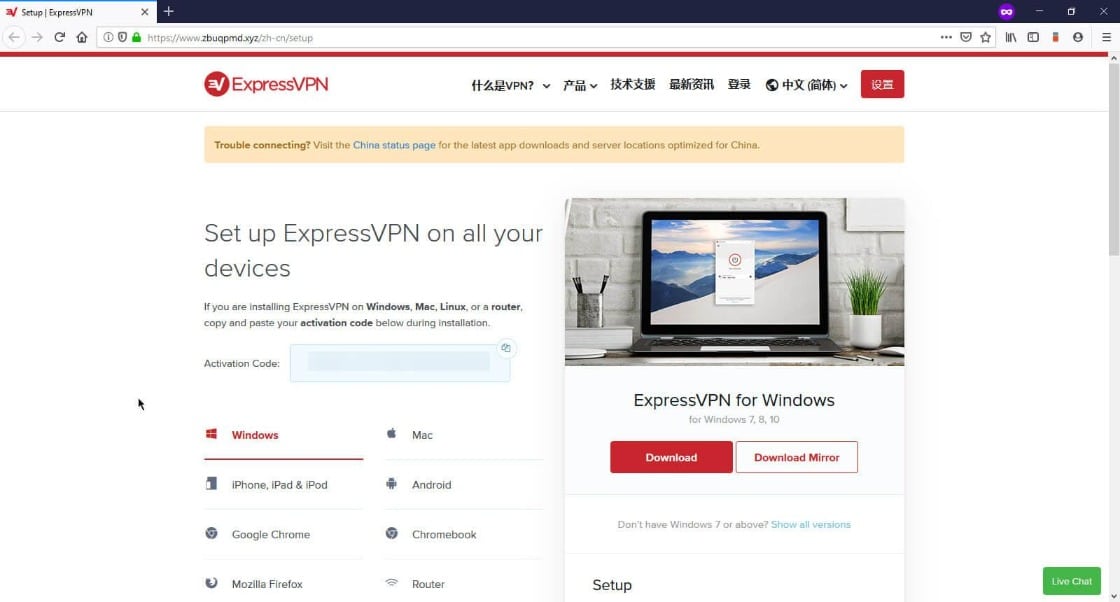 Setup | ExpressVPN
https://www.zbuqpmd.xyz/zh-cn/setup
ExpressVPN
什么是VPN?
产品
技术支援
最新资讯
登录
中文 (简体)
设置
Trouble connecting? Visit the China status page for the latest app downloads and server locations optimized for China.
Set up ExpressVPN on all your
devices
If you are installing ExpressVPN on Windows, Mac, Linux, or a router,
copy and paste your activation code below during installation.
Activation Code:
Windows
Mac
iPhone, iPad & iPod
Android
Google Chrome
Chromebook
Mozilla Firefox
Router
ExpressVPN for Windows
for Windows 7, 8, 10
Download
Download Mirror
Don't have Windows 7 or above? Show all versions
Setup
Live Chat